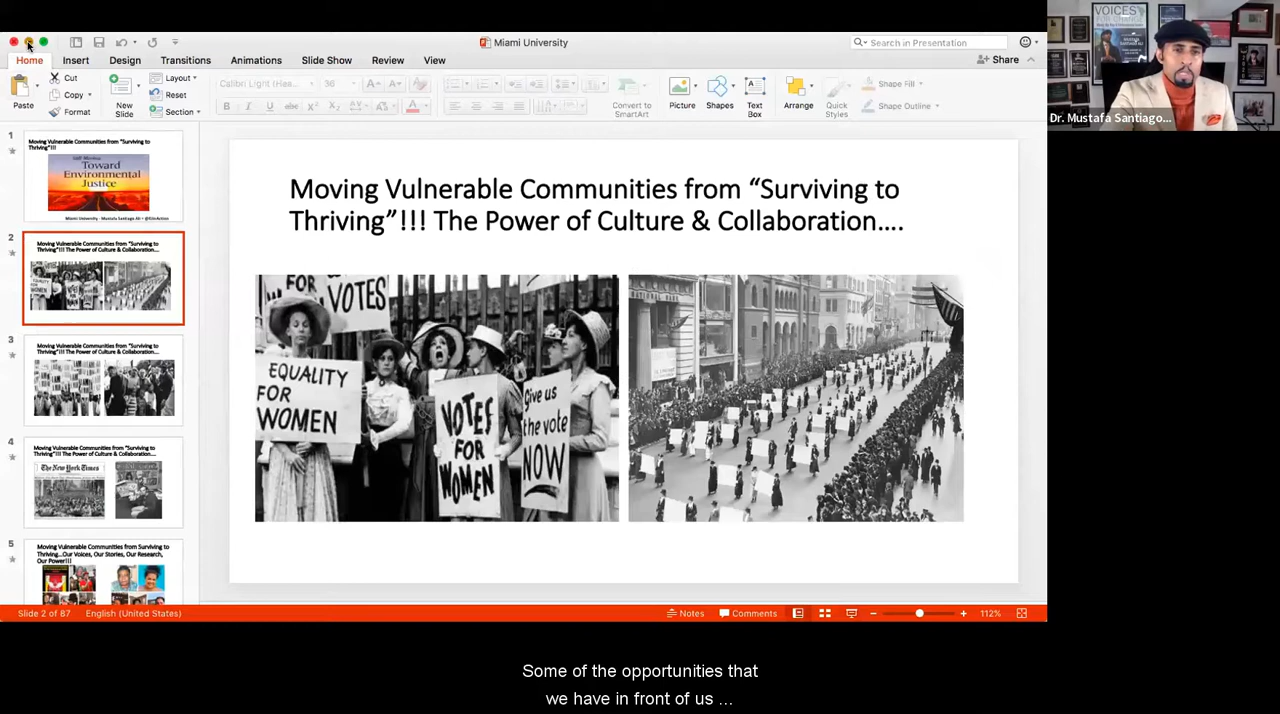 Miami University
Search in Presentation
Home Insert Design Transitions Animations Slide Show Review View
Share
Paste
Cut
Copy
Format
New Slide
Layout
Reset
Section
Calibri Light (Hea...
36
Convert to SmartArt
Picture
Shapes
Text Box
Arrange
Quick Styles
Shape Fill
Shape Outline
1
Moving Vulnerable Communities from “Surviving to
Thriving”!!!
Toward
Environmental
Justice
Miami University - Mustafa Santiago Ali
2
Moving Vulnerable Communities from “Surviving to
Thriving”!!! The Power of Culture & Collaboration....
3
Moving Vulnerable Communities from “Surviving to
Thriving”!!! The Power of Culture & Collaboration....
4
Moving Vulnerable Communities from “Surviving to
Thriving”!!! The Power of Culture & Collaboration....
The New York Times
5
Moving Vulnerable Communities from Surviving to
Thriving...Our Voices, Our Stories, Our Research,
Our Power!!!
Moving Vulnerable Communities from “Surviving to
Thriving”!!! The Power of Culture & Collaboration....
FOR
VOTES
EQUALITY
FOR
WOMEN
VOTES
FOR
WOMEN
Give us
the vote
NOW
VOICES
FOR CHANGE
Dr. Mustafa Santiago...
Slide 2 of 87
English (United States)
Notes
Comments
112%
Some of the opportunities that
we have in front of us ...